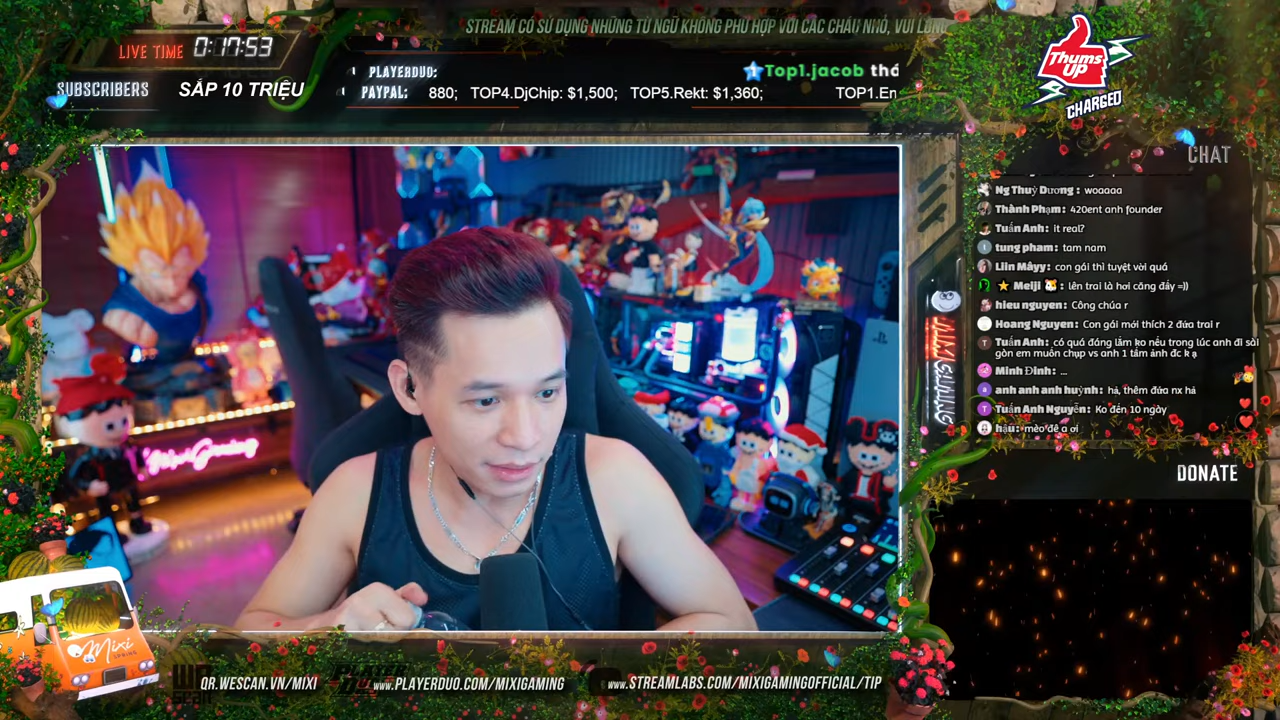 STREAM CÓ SỬ DỤNG NHỮNG TỪ NGỮ KHÔNG PHÙ HỢP VỚI CÁC CHÁU NHỎ, VUI LÒNG
LIVE TIME 0:17:53
SUBSCRIBERS SẮP 10 TRIỆU
PLAYERDUO: Top1.jacob thá
PAYPAL: 880; TOP4.DjChip: $1,500; TOP5.Rekt: $1,360; TOP1.En
Thums Up
CHARGED
CHAT
Ng Thuỳ Dương : woaaaa
Thành Phạm : 420ent anh founder
Tuấn Anh : it real?
tung pham : tam nam
Liin Mâyy : con gái thì tuyệt vời quá
Meiji : lên trai là hơi căng đấy =))
hieu nguyen : Công chúa r
Hoang Nguyen : Con gái mới thích 2 đứa trai r
Tuấn Anh : có quá đáng lắm ko nếu trong lúc anh đi sài
gòn em muốn chụp vs anh 1 tấm ảnh đc k ạ
Minh Đinh : ...
anh anh anh huỳnh : hả, thêm đứa nx hả
Tuấn Anh Nguyễn : Ko đến 10 ngày
hậu : mèo đẻ a ơi
DONATE
MixiGaming
Mixi
SPRING
QR.WESCAN.VN/MIXI
WWW.PLAYERDUO.COM/MIXIGAMING
WWW.STREAMLABS.COM/MIXIGAMINGOFFICIAL/TIP